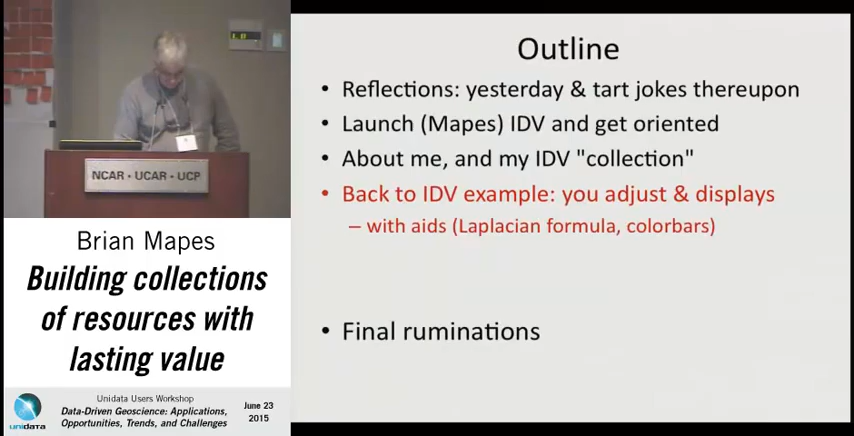 NCAR • UCAR • UCP
Brian Mapes
Building collections
of resources with
lasting value
Unidata Users Workshop
Data-Driven Geoscience: Applications,
Opportunities, Trends, and Challenges
June 23
2015
unidata
Outline
• Reflections: yesterday & tart jokes thereupon
• Launch (Mapes) IDV and get oriented
• About me, and my IDV "collection"
• Back to IDV example: you adjust & displays
– with aids (Laplacian formula, colorbars)
• Final ruminations